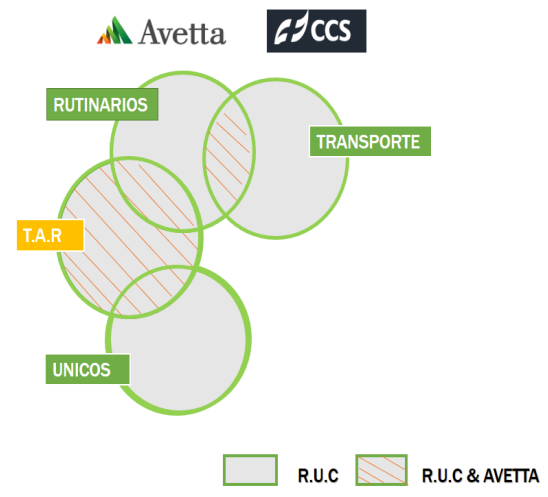 Avetta
CCS
RUTINARIOS
TRANSPORTE
T.A.R
UNICOS
R.U.C
R.U.C & AVETTA